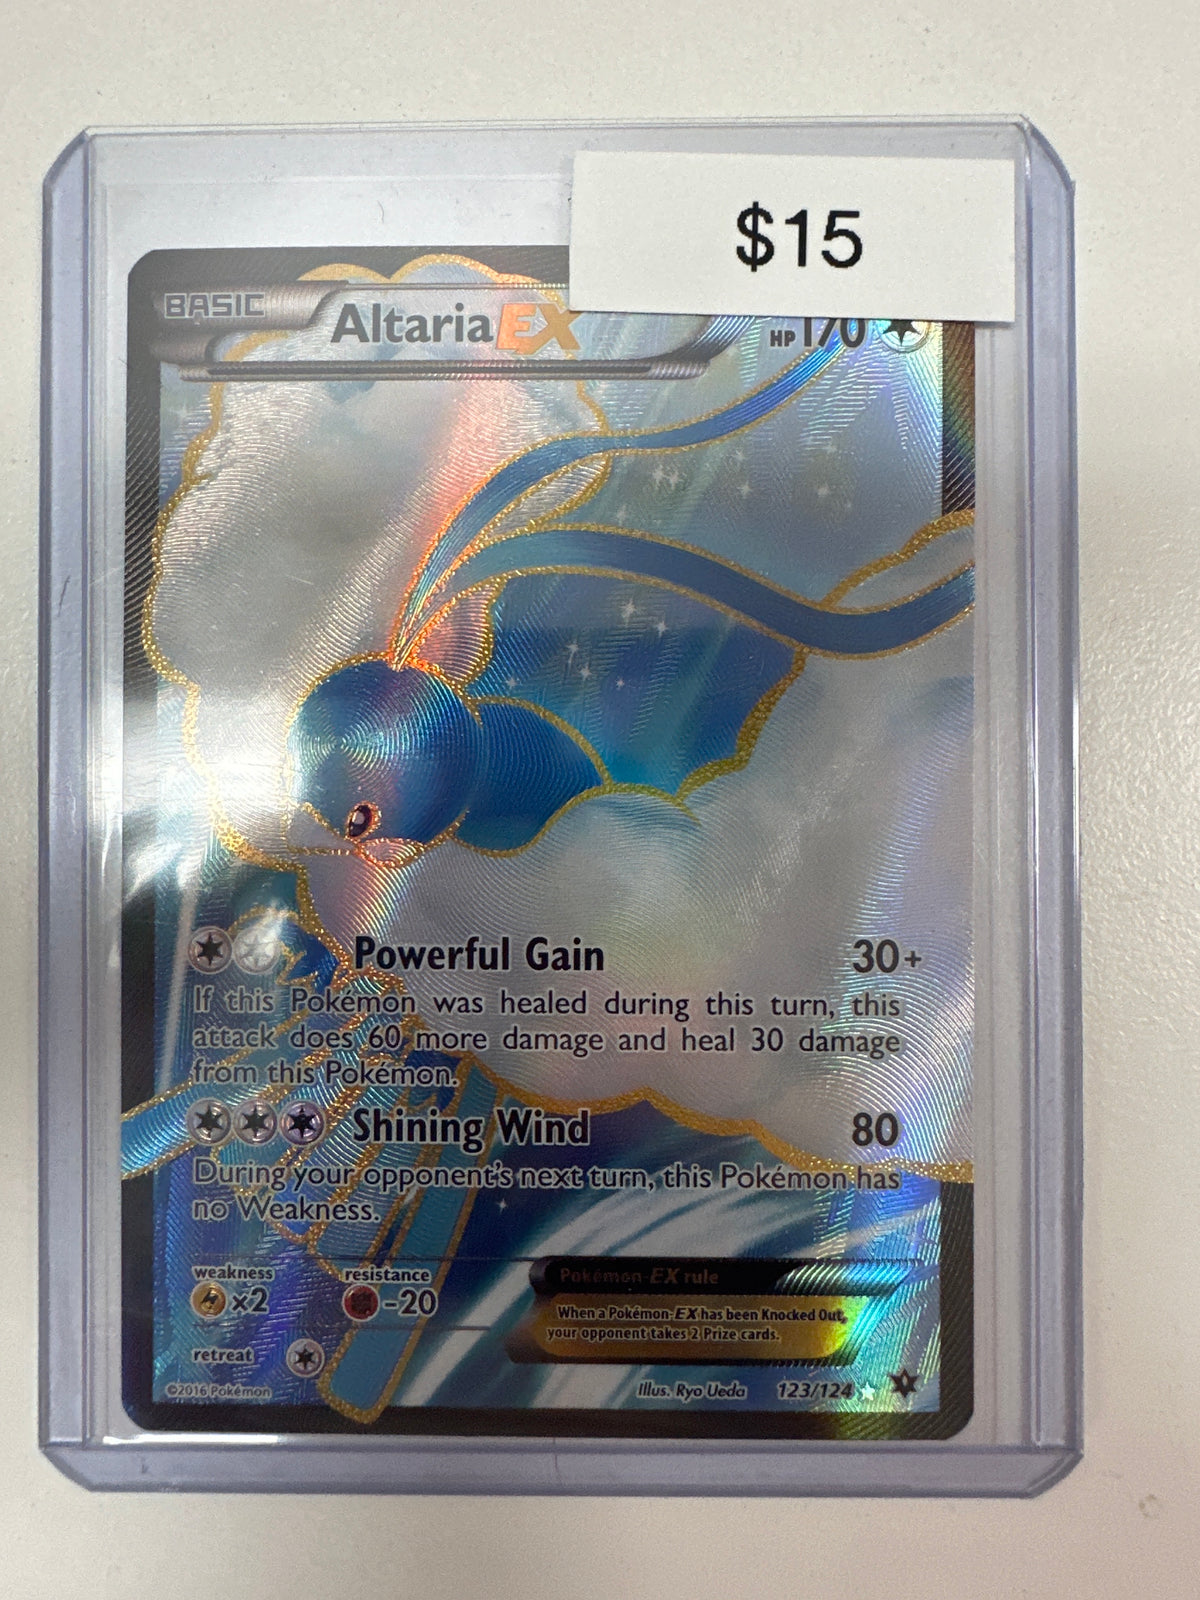 $15
BASIC
Altaria EX
HP 170
Powerful Gain 30+
If this Pokémon was healed during this turn, this
attack does 60 more damage and heal 30 damage
from this Pokémon.
Shining Wind 80
During your opponent's next turn, this Pokémon has
no Weakness.
weakness resistance
×2 -20
Pokémon-EX rule
When a Pokémon-EX has been Knocked Out,
your opponent takes 2 Prize cards.
retreat
©2016 Pokémon
Illus. Ryo Ueda 123/124